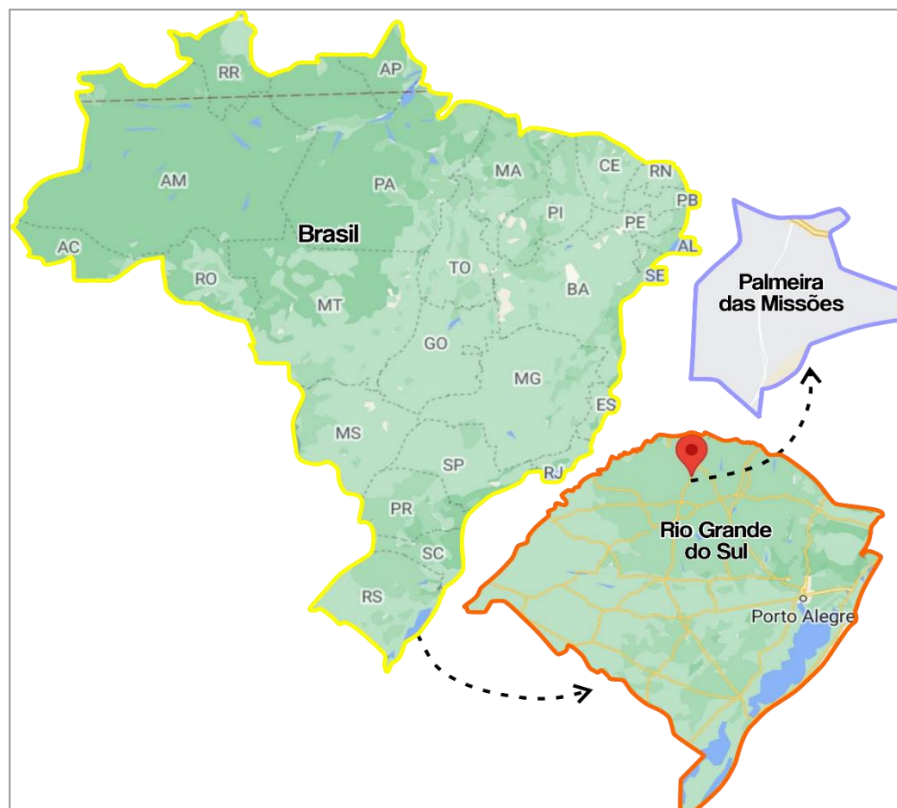 RR
AP
AM
PA
MA
CE
RN
PB
PI
PE
AL
SE
AC
RO
Brasil
TO
BA
MT
GO
MG
ES
MS
SP
RJ
PR
SC
RS
Palmeira
das Missões
Rio Grande
do Sul
Porto Alegre